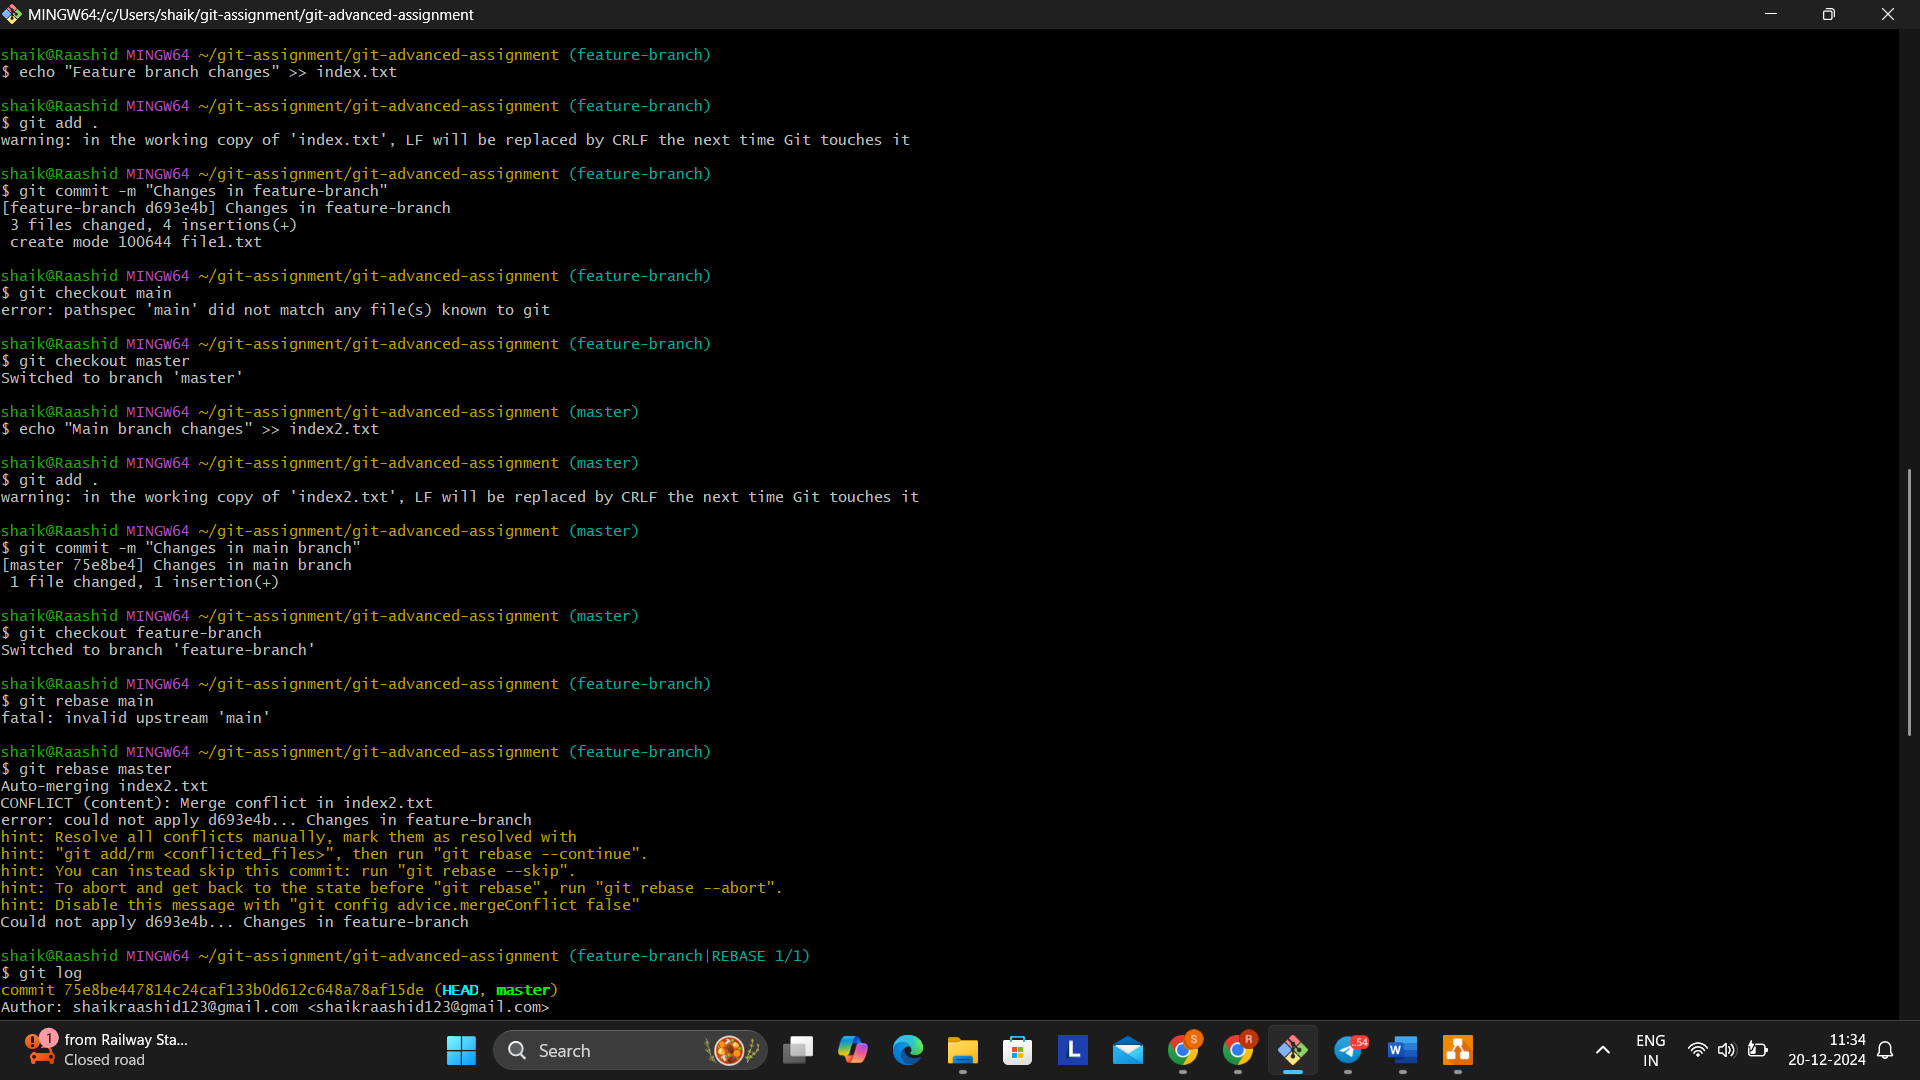 MINGW64:/c/Users/shaik/git-assignment/git-advanced-assignment
shaik@Raashid MINGW64 ~/git-assignment/git-advanced-assignment (feature-branch)
$ echo "Feature branch changes" >> index.txt
shaik@Raashid MINGW64 ~/git-assignment/git-advanced-assignment (feature-branch)
$ git add .
warning: in the working copy of 'index.txt', LF will be replaced by CRLF the next time Git touches it
shaik@Raashid MINGW64 ~/git-assignment/git-advanced-assignment (feature-branch)
$ git commit -m "Changes in feature-branch"
[feature-branch d693e4b] Changes in feature-branch
 3 files changed, 4 insertions(+)
 create mode 100644 file1.txt
shaik@Raashid MINGW64 ~/git-assignment/git-advanced-assignment (feature-branch)
$ git checkout main
error: pathspec 'main' did not match any file(s) known to git
shaik@Raashid MINGW64 ~/git-assignment/git-advanced-assignment (feature-branch)
$ git checkout master
Switched to branch 'master'
shaik@Raashid MINGW64 ~/git-assignment/git-advanced-assignment (master)
$ echo "Main branch changes" >> index2.txt
shaik@Raashid MINGW64 ~/git-assignment/git-advanced-assignment (master)
$ git add .
warning: in the working copy of 'index2.txt', LF will be replaced by CRLF the next time Git touches it
shaik@Raashid MINGW64 ~/git-assignment/git-advanced-assignment (master)
$ git commit -m "Changes in main branch"
[master 75e8be4] Changes in main branch
 1 file changed, 1 insertion(+)
shaik@Raashid MINGW64 ~/git-assignment/git-advanced-assignment (master)
$ git checkout feature-branch
Switched to branch 'feature-branch'
shaik@Raashid MINGW64 ~/git-assignment/git-advanced-assignment (feature-branch)
$ git rebase main
fatal: invalid upstream 'main'
shaik@Raashid MINGW64 ~/git-assignment/git-advanced-assignment (feature-branch)
$ git rebase master
Auto-merging index2.txt
CONFLICT (content): Merge conflict in index2.txt
error: could not apply d693e4b... Changes in feature-branch
hint: Resolve all conflicts manually, mark them as resolved with
hint: "git add/rm <conflicted_files>", then run "git rebase --continue".
hint: You can instead skip this commit: run "git rebase --skip".
hint: To abort and get back to the state before "git rebase", run "git rebase --abort".
hint: Disable this message with "git config advice.mergeConflict false"
Could not apply d693e4b... Changes in feature-branch
shaik@Raashid MINGW64 ~/git-assignment/git-advanced-assignment (feature-branch|REBASE 1/1)
$ git log
commit 75e8be447814c24caf133b0d612c648a78af15de (HEAD, master)
Author: shaikraashid123@gmail.com <shaikraashid123@gmail.com>
1
from Railway Sta...
Closed road
Search
L
S
R
54
W
ENG
IN
11:34
20-12-2024